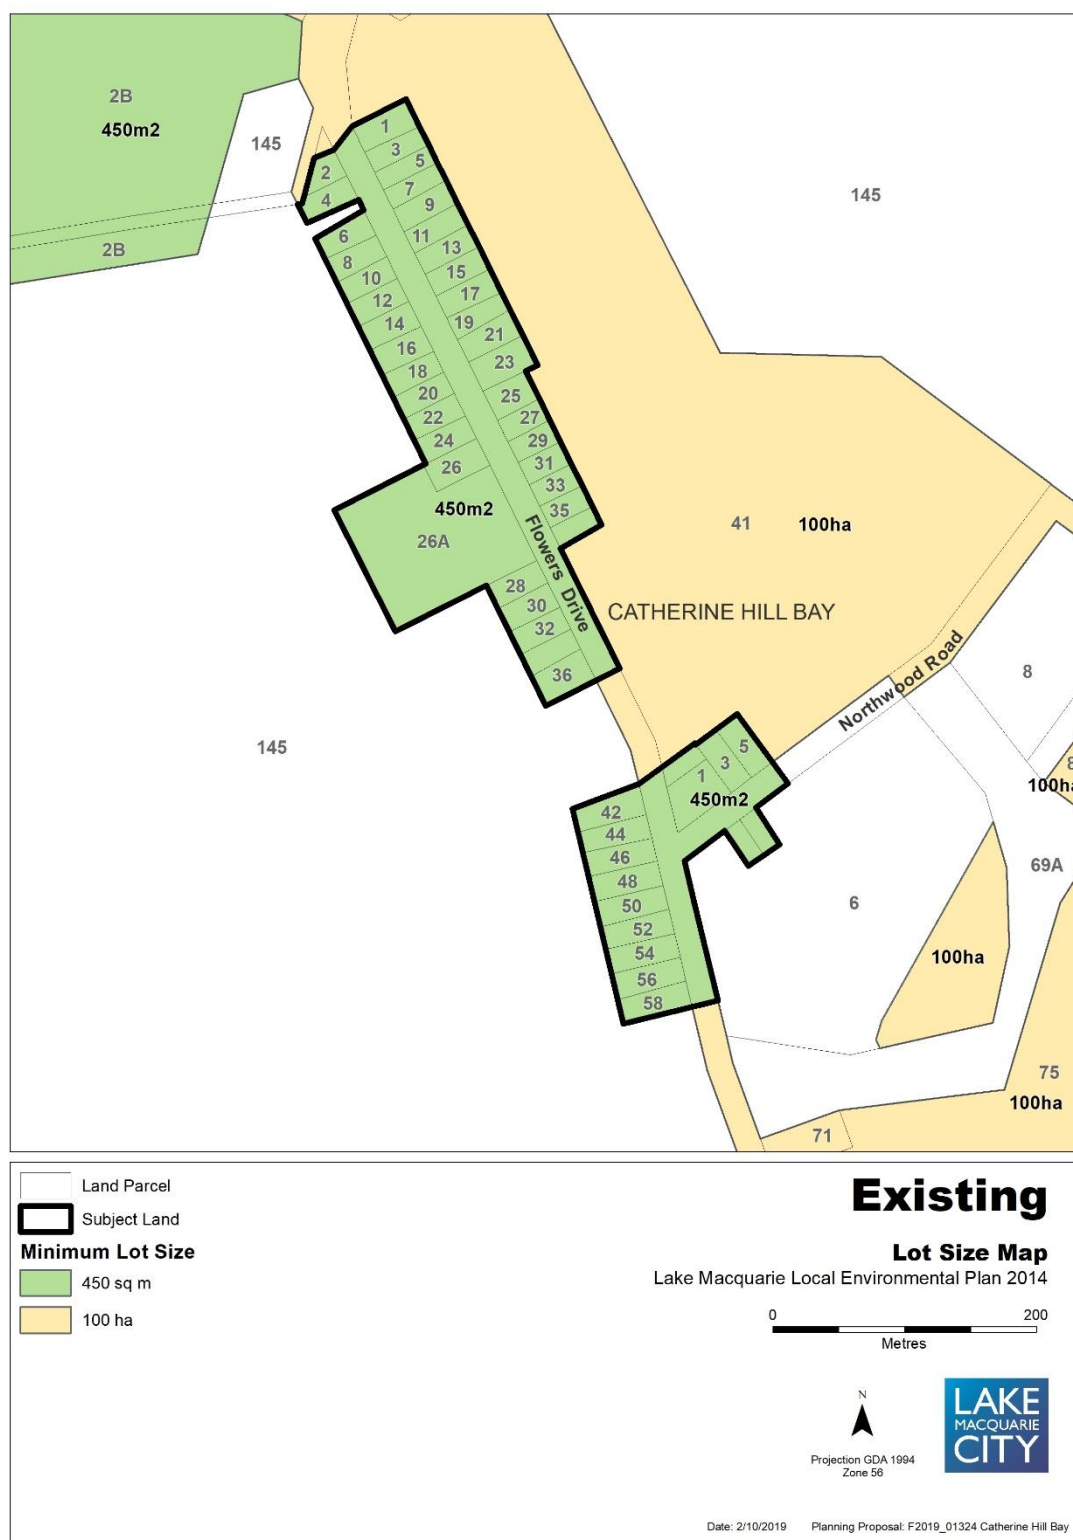 2B
450m2
145
2B
145
1
3
5
7
9
11
13
15
17
19
21
23
25
27
29
31
33
35
2
4
6
8
10
12
14
16
18
20
22
24
26
450m2
26A
28
30
32
36
Flowers Drive
41
100ha
CATHERINE HILL BAY
Northwood Road
145
8
1
3
5
450m2
42
44
46
48
50
52
54
56
58
6
69A
100ha
100ha
75
100ha
71
Land Parcel
Subject Land
Minimum Lot Size
450 sq m
100 ha
Existing
Lot Size Map
Lake Macquarie Local Environmental Plan 2014
0 200
Metres
N
Projection GDA 1994
Zone 56
LAKE
MACQUARIE
CITY
Date: 2/10/2019 Planning Proposal: F2019_01324 Catherine Hill Bay